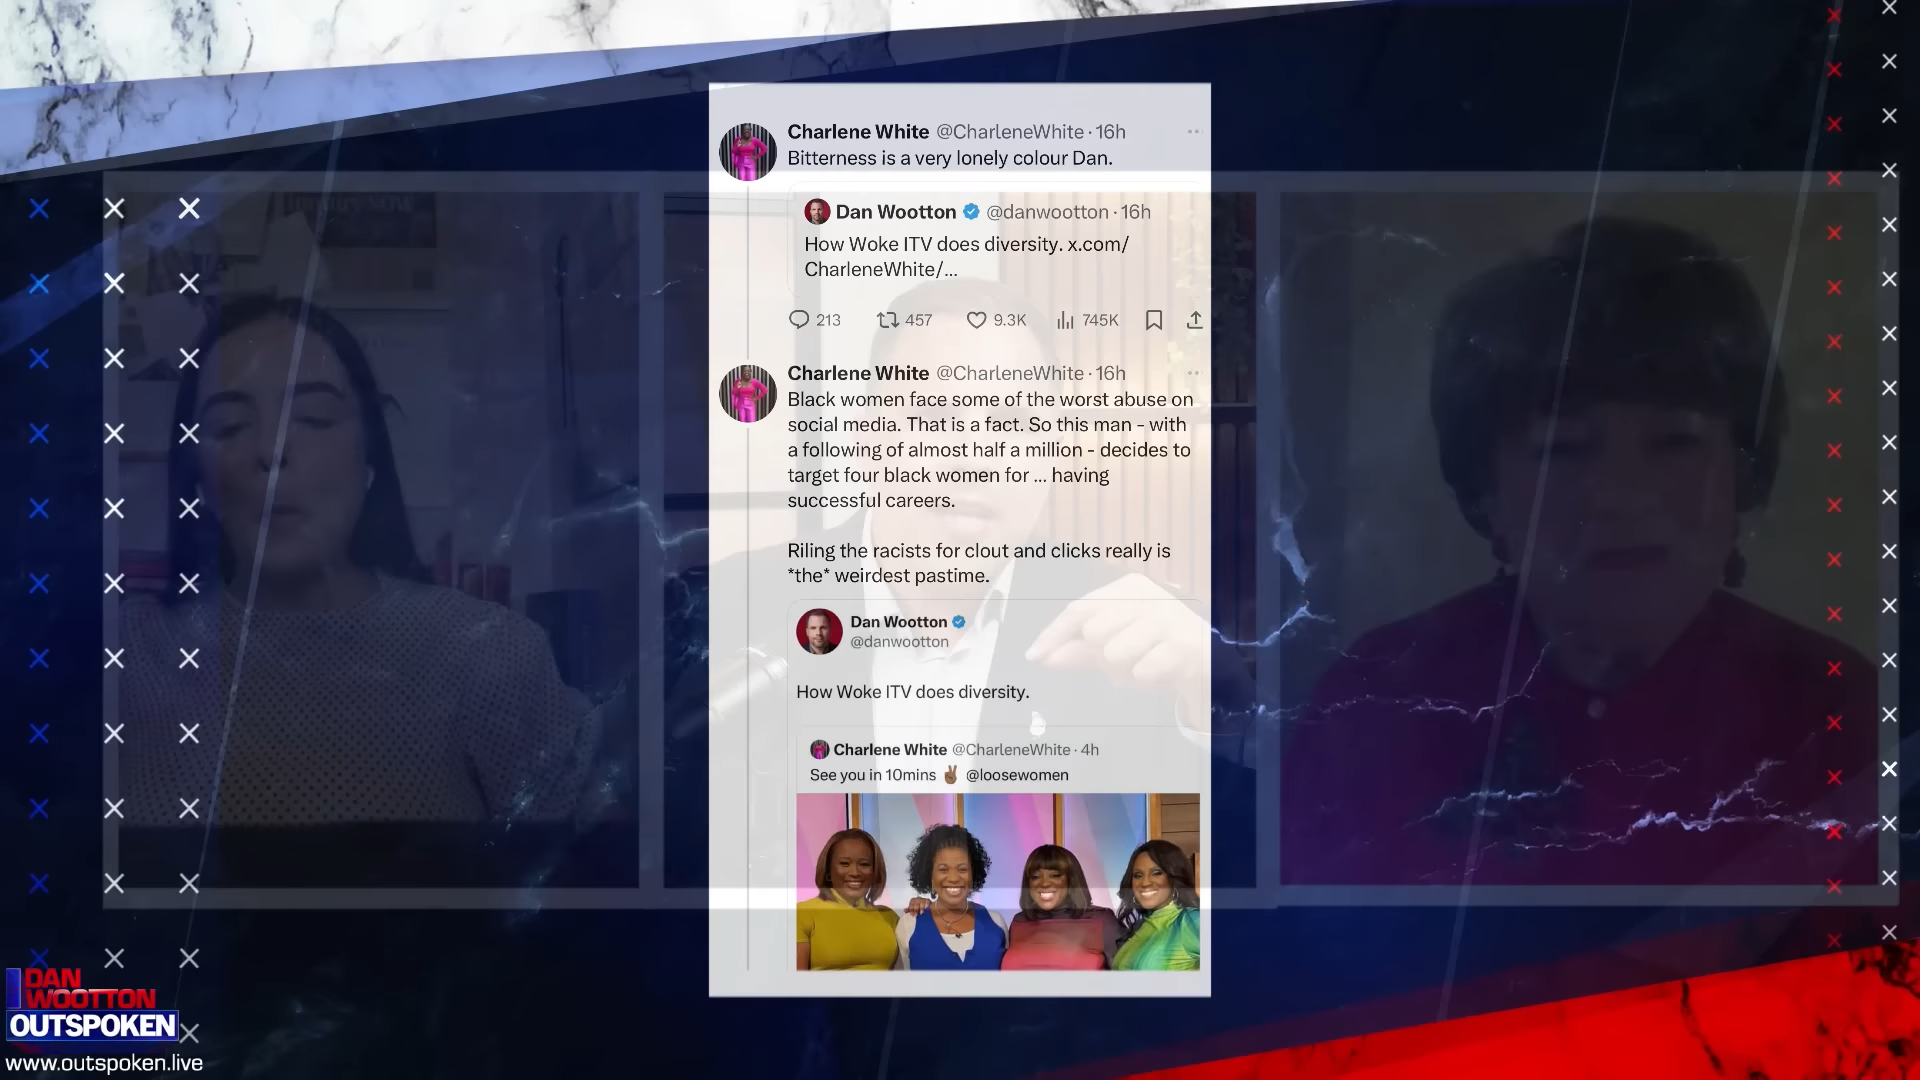 Charlene White @CharleneWhite · 16h
Bitterness is a very lonely colour Dan.
Dan Wootton @danwootton · 16h
How Woke ITV does diversity. x.com/
CharleneWhite/...
213 457 9.3K 745K
Charlene White @CharleneWhite · 16h
Black women face some of the worst abuse on
social media. That is a fact. So this man - with
a following of almost half a million - decides to
target four black women for ... having
successful careers.
Riling the racists for clout and clicks really is
*the* weirdest pastime.
Dan Wootton
@danwootton
How Woke ITV does diversity.
Charlene White @CharleneWhite · 4h
See you in 10mins ✌🏾 @loosewomen
DAN
WOOTTON
OUTSPOKEN
www.outspoken.live